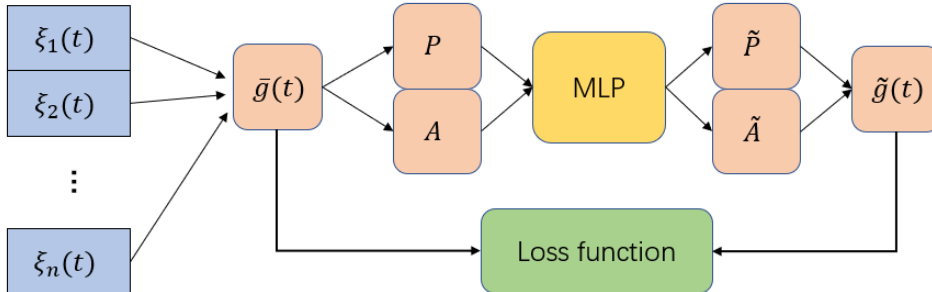 ξ₁(t)
ξ₂(t)
⋮
ξₙ(t)
ḡ(t)
P
A
MLP
P̃
Ã
g̃(t)
Loss function